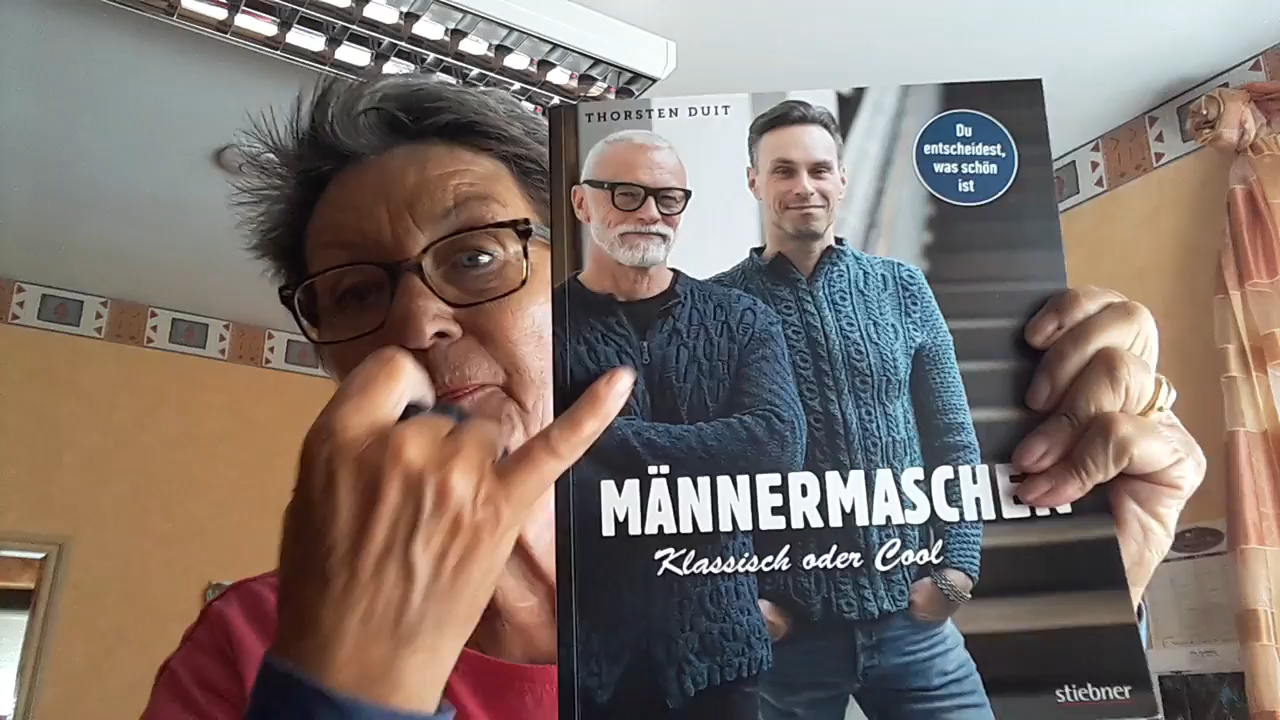 THORSTEN DUIT
Du
entscheidest,
was schön
ist
MÄNNERMASCHEN
Klassisch oder Cool
stiebner